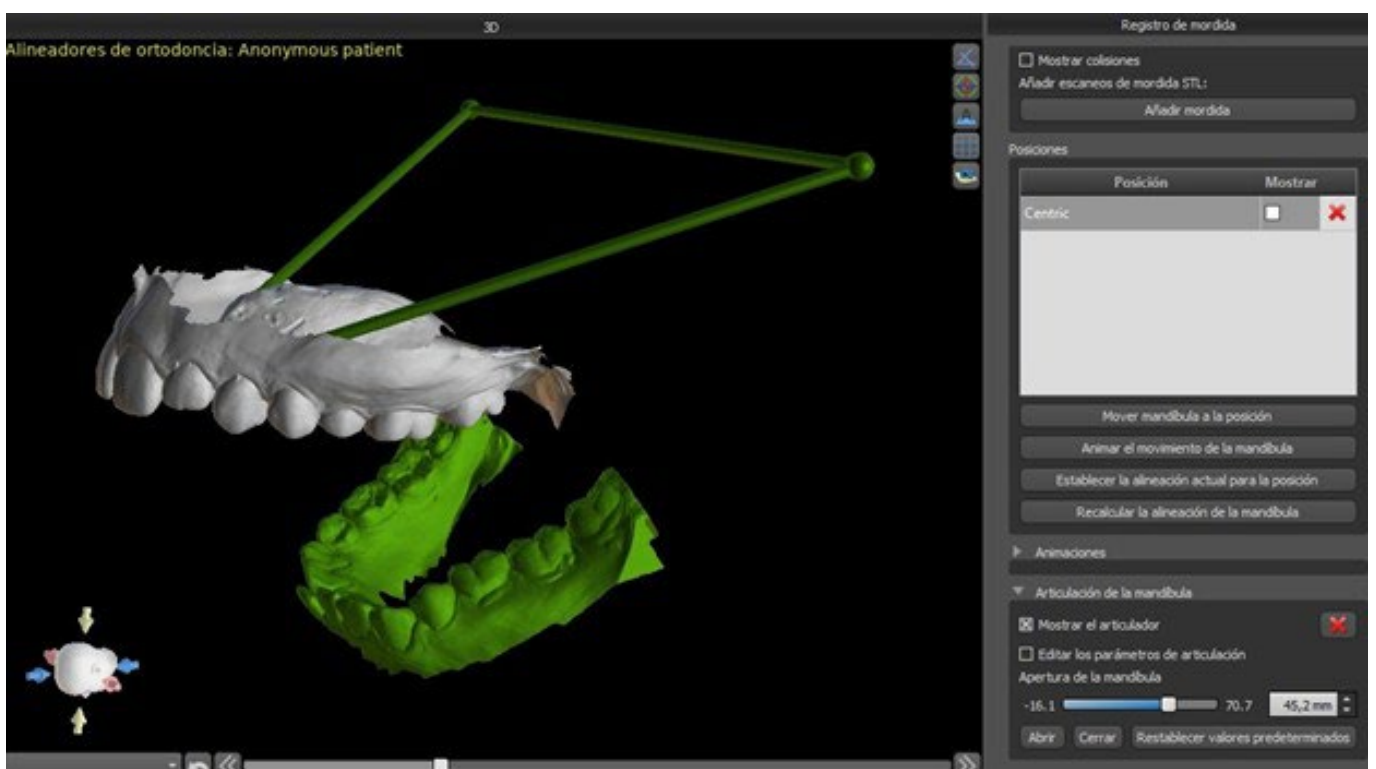 3D
Registro de mordida
Alineadores de ortodoncia: Anonymous patient
Mostrar colisiones
Añadir escaneos de mordida STL:
Añadir mordida
Posiciones
Posición Mostrar
Centric
Mover mandíbula a la posición
Animar el movimiento de la mandíbula
Establecer la alineación actual para la posición
Recalcular la alineación de la mandíbula
Animaciones
Articulación de la mandíbula
Mostrar el articulador
Editar los parámetros de articulación
Apertura de la mandíbula
-16.1 70.7 45,2 mm
Abrir Cerrar Restablecer valores predeterminados